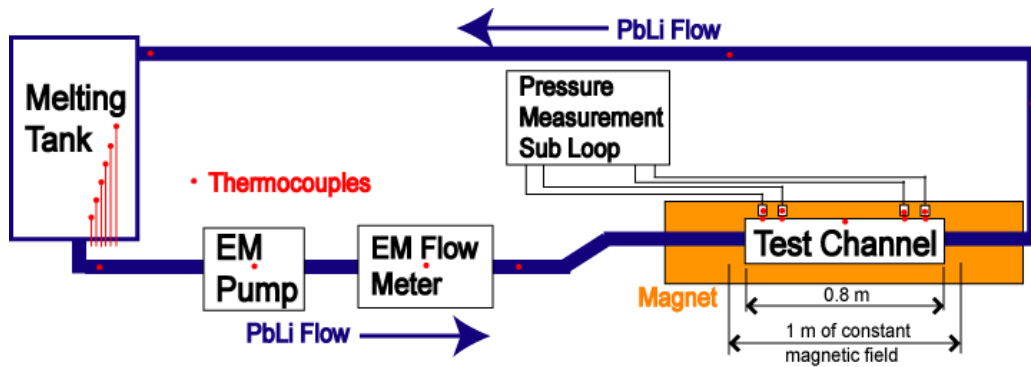 PbLi Flow
Melting
Tank
Pressure
Measurement
Sub Loop
Thermocouples
EM
Pump
EM Flow
Meter
Test Channel
Magnet
0.8 m
PbLi Flow
1 m of constant
magnetic field